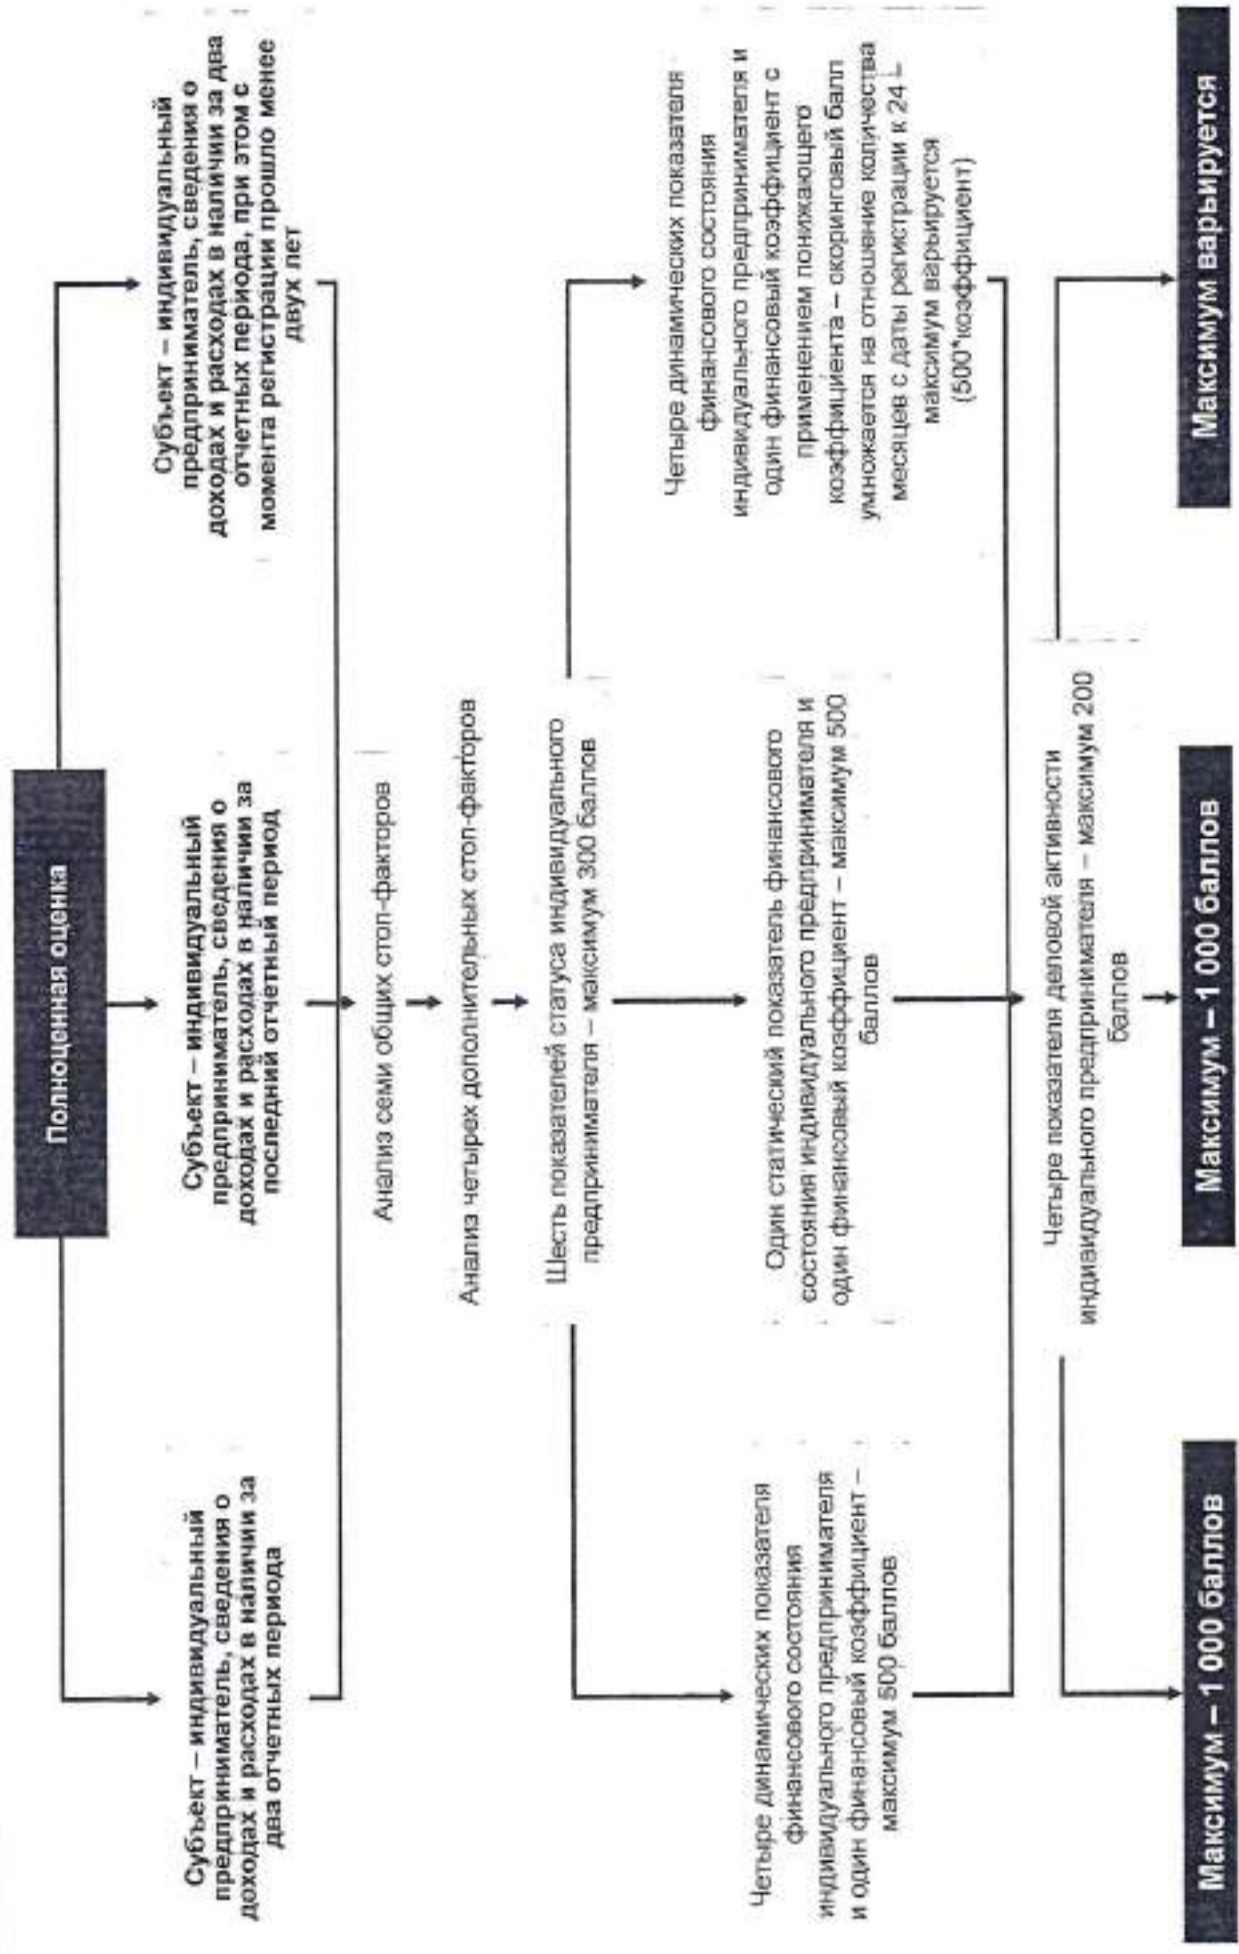 Полноценная оценка
Субъект – индивидуальный
предприниматель, сведения о
доходах и расходах в наличии за
два отчетных периода
Субъект – индивидуальный
предприниматель, сведения о
доходах и расходах в наличии за
последний отчётный период
Субъект – индивидуальный
предприниматель, сведения о
доходах и расходах в наличии за два
отчетных периода, при этом с
момента регистрации прошло менее
двух лет
Анализ семи общих стоп-факторов
Анализ четырех дополнительных стоп-факторов
Шесть показателей статуса индивидуального
предпринимателя – максимум 300 баллов
Четыре динамических показателя
финансового состояния
индивидуального предпринимателя
и один финансовый коэффициент –
максимум 500 баллов
Один статический показатель финансового
состояния индивидуального предпринимателя и
один финансовый коэффициент – максимум 500
баллов
Четыре динамических показателя
финансового состояния
индивидуального предпринимателя и
один финансовый коэффициент с
применением понижающего
коэффициента – скоринговый балл
умножается на отношение количества
месяцев с даты регистрации к 24 –
максимум варьируется
(500*коэффициент)
Четыре показателя деловой активности
индивидуального предпринимателя – максимум 200
баллов
Максимум – 1 000 баллов
Максимум – 1 000 баллов
Максимум варьируется